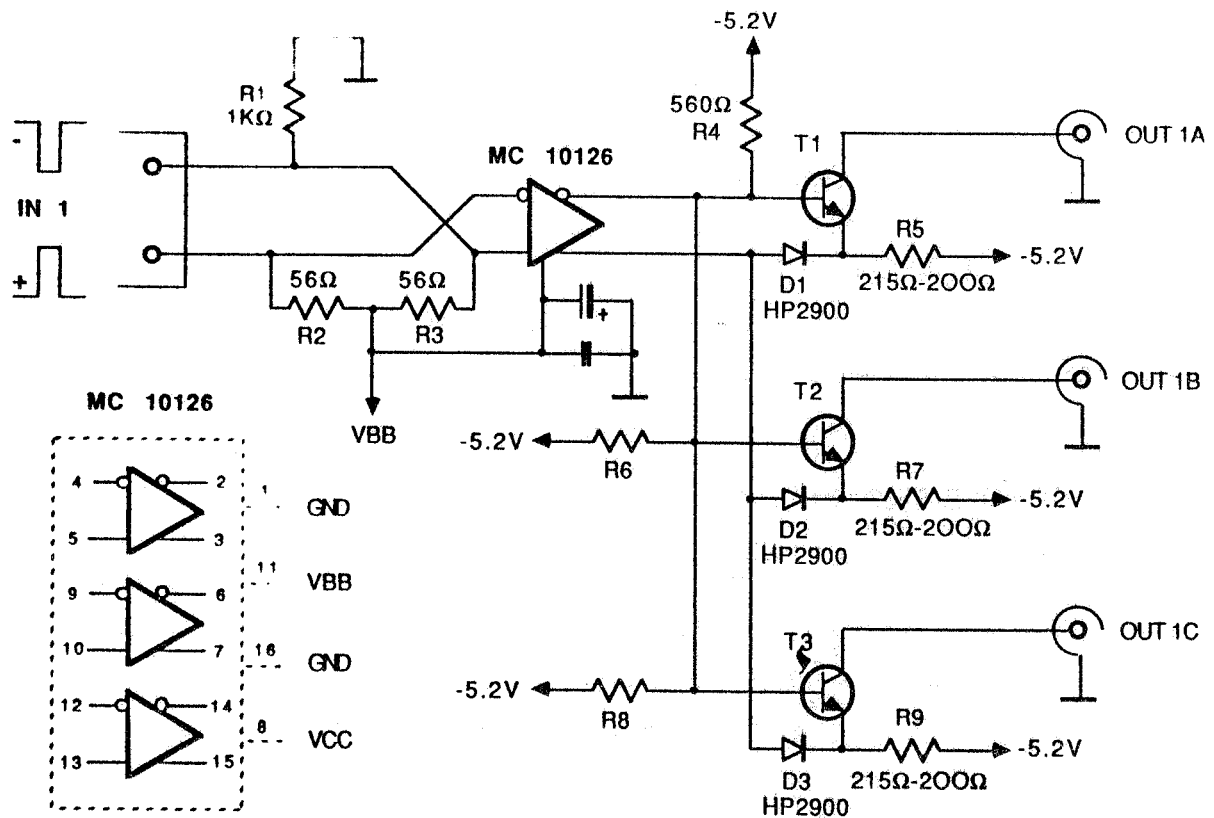 -5.2V
R1
1KΩ
560Ω
R4
T1
OUT 1A
MC 10126
-
IN 1
+
R5
-5.2V
215Ω-200Ω
D1
HP2900
56Ω
56Ω
R2
R3
+
T2
OUT 1B
MC 10126
VBB
-5.2V
R6
R7
-5.2V
215Ω-200Ω
D2
HP2900
4
2
5
3
1
GND
9
6
10
7
11
VBB
16
GND
12
14
13
15
8
VCC
T3
OUT 1C
-5.2V
R8
R9
-5.2V
215Ω-200Ω
D3
HP2900